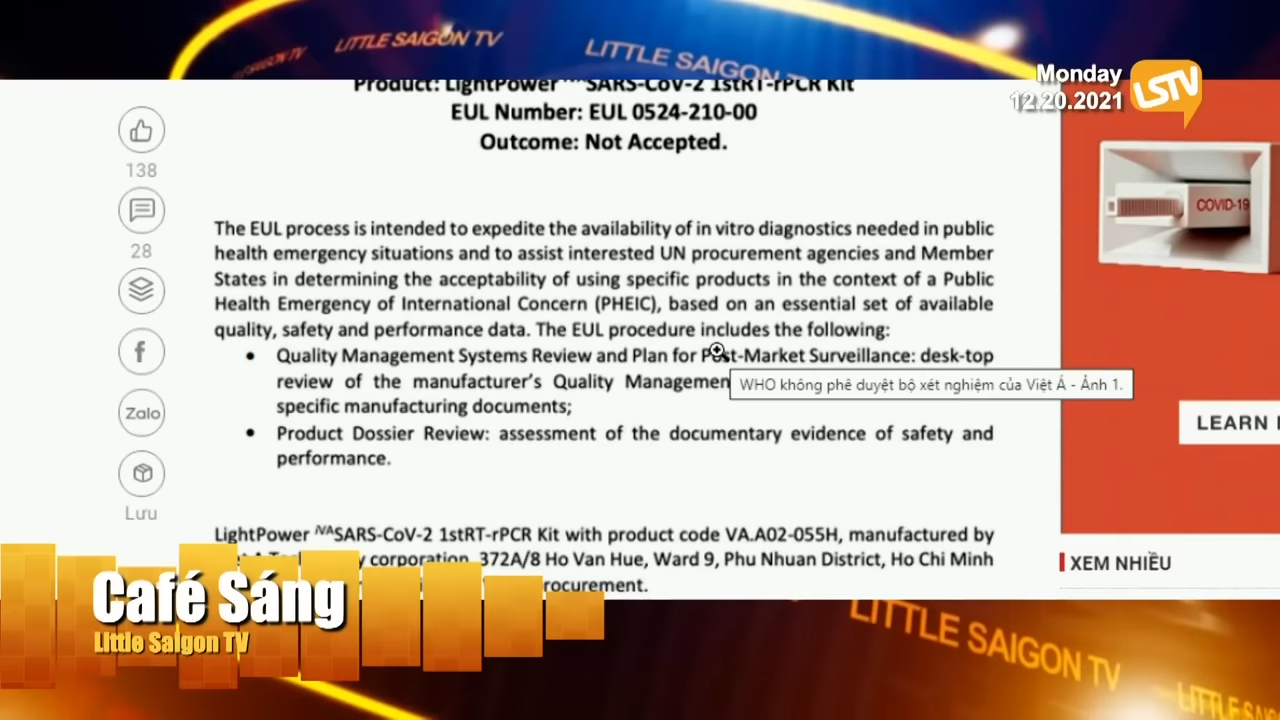 LITTLE SAIGON TV
LITTLE SAIGON TV
Monday
12.20.2021
LSTV
Product: LightPower iVASARS-CoV-2 1stRT-rPCR Kit
EUL Number: EUL 0524-210-00
Outcome: Not Accepted.
138
28
Zalo
Lưu
The EUL process is intended to expedite the availability of in vitro diagnostics needed in public
health emergency situations and to assist interested UN procurement agencies and Member
States in determining the acceptability of using specific products in the context of a Public
Health Emergency of International Concern (PHEIC), based on an essential set of available
quality, safety and performance data. The EUL procedure includes the following:
• Quality Management Systems Review and Plan for Post-Market Surveillance: desk-top
review of the manufacturer's Quality Managemen
WHO không phê duyệt bộ xét nghiệm của Việt Á - Ảnh 1.
specific manufacturing documents;
• Product Dossier Review: assessment of the documentary evidence of safety and
performance.
LightPower iVASARS-CoV-2 1stRT-rPCR Kit with product code VA.A02-055H, manufactured by
corporation, 372A/8 Ho Van Hue, Ward 9, Phu Nhuan District, Ho Chi Minh
rocurement.
COVID-19
LEARN
XEM NHIỀU
Café Sáng
Little Saigon TV
LITTLE SAIGON TV